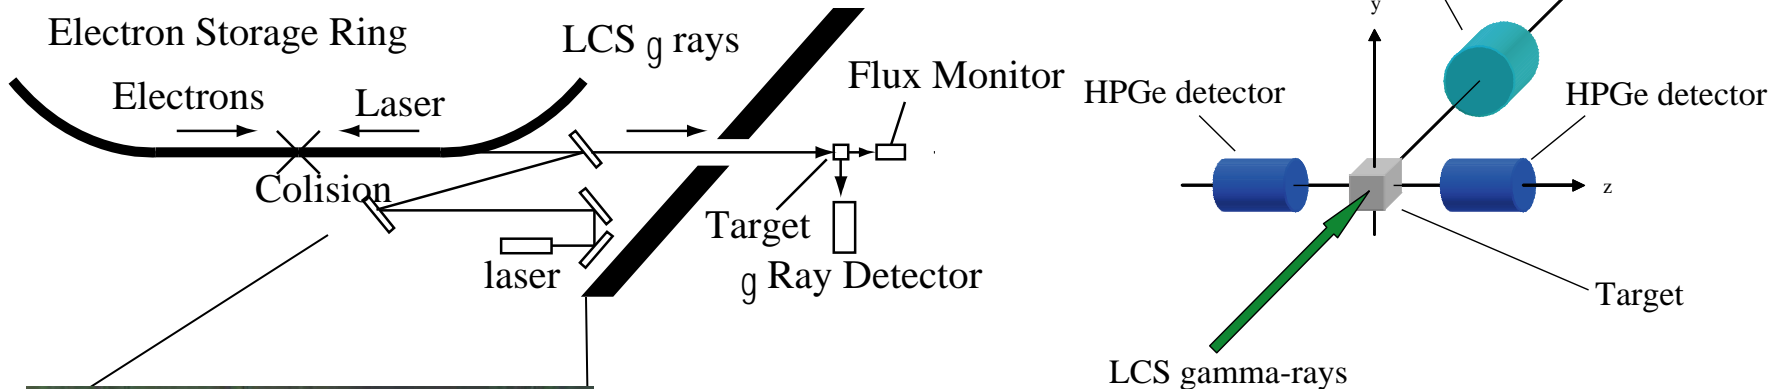 Electron Storage Ring
LCS g rays
Flux Monitor
Electrons
Laser
Colision
Target
laser
g Ray Detector
y
HPGe detector
HPGe detector
z
Target
LCS gamma-rays